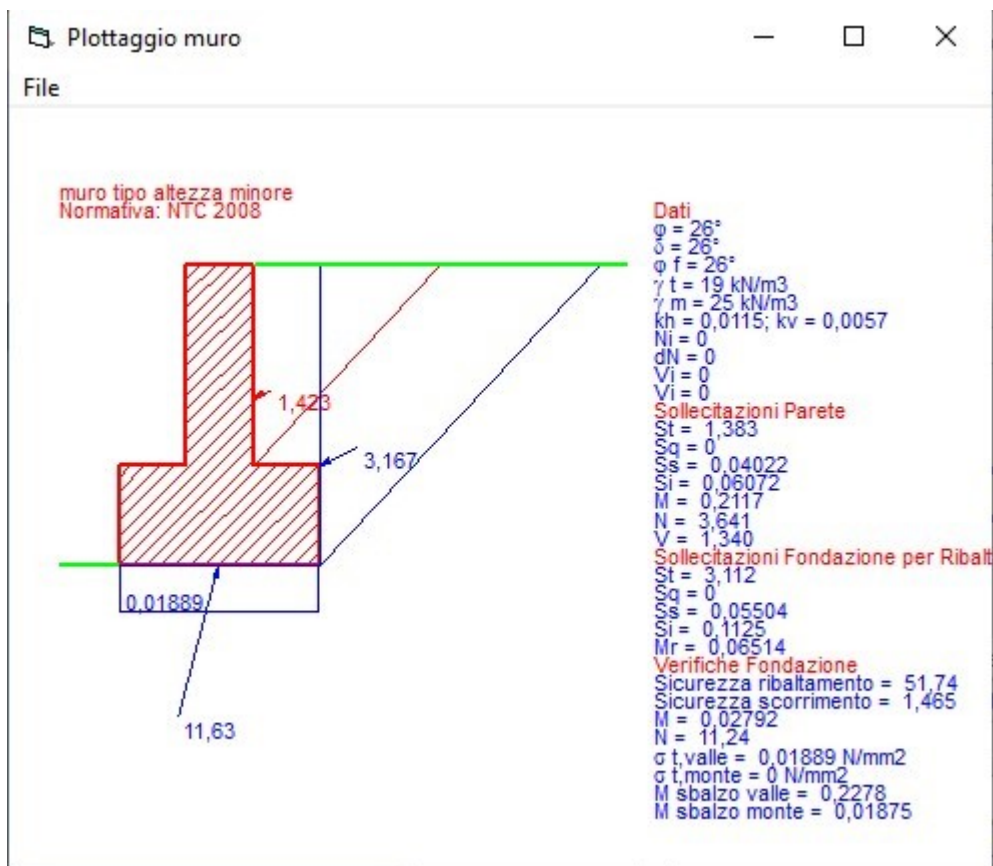 Plottaggio muro
File
muro tipo altezza minore
Normativa: NTC 2008
1,423
3,167
0,01889
11,63
Dati
φ = 26°
δ = 26°
φ f = 26°
γ t = 19 kN/m3
γ m = 25 kN/m3
kh = 0,0115; kv = 0,0057
Ni = 0
dN = 0
Vi = 0
Vi = 0
Sollecitazioni Parete
St = 1,383
Sq = 0
Ss = 0,04022
Si = 0,06072
M = 0,2117
N = 3,641
V = 1,340
Sollecitazioni Fondazione per Ribalt
St = 3,112
Sq = 0
Ss = 0,05504
Si = 0,1125
Mr = 0,06514
Verifiche Fondazione
Sicurezza ribaltamento = 51,74
Sicurezza scorrimento = 1,465
M = 0,02792
N = 11,24
σ t,valle = 0,01889 N/mm2
σ t,monte = 0 N/mm2
M sbalzo valle = 0,2278
M sbalzo monte = 0,01875